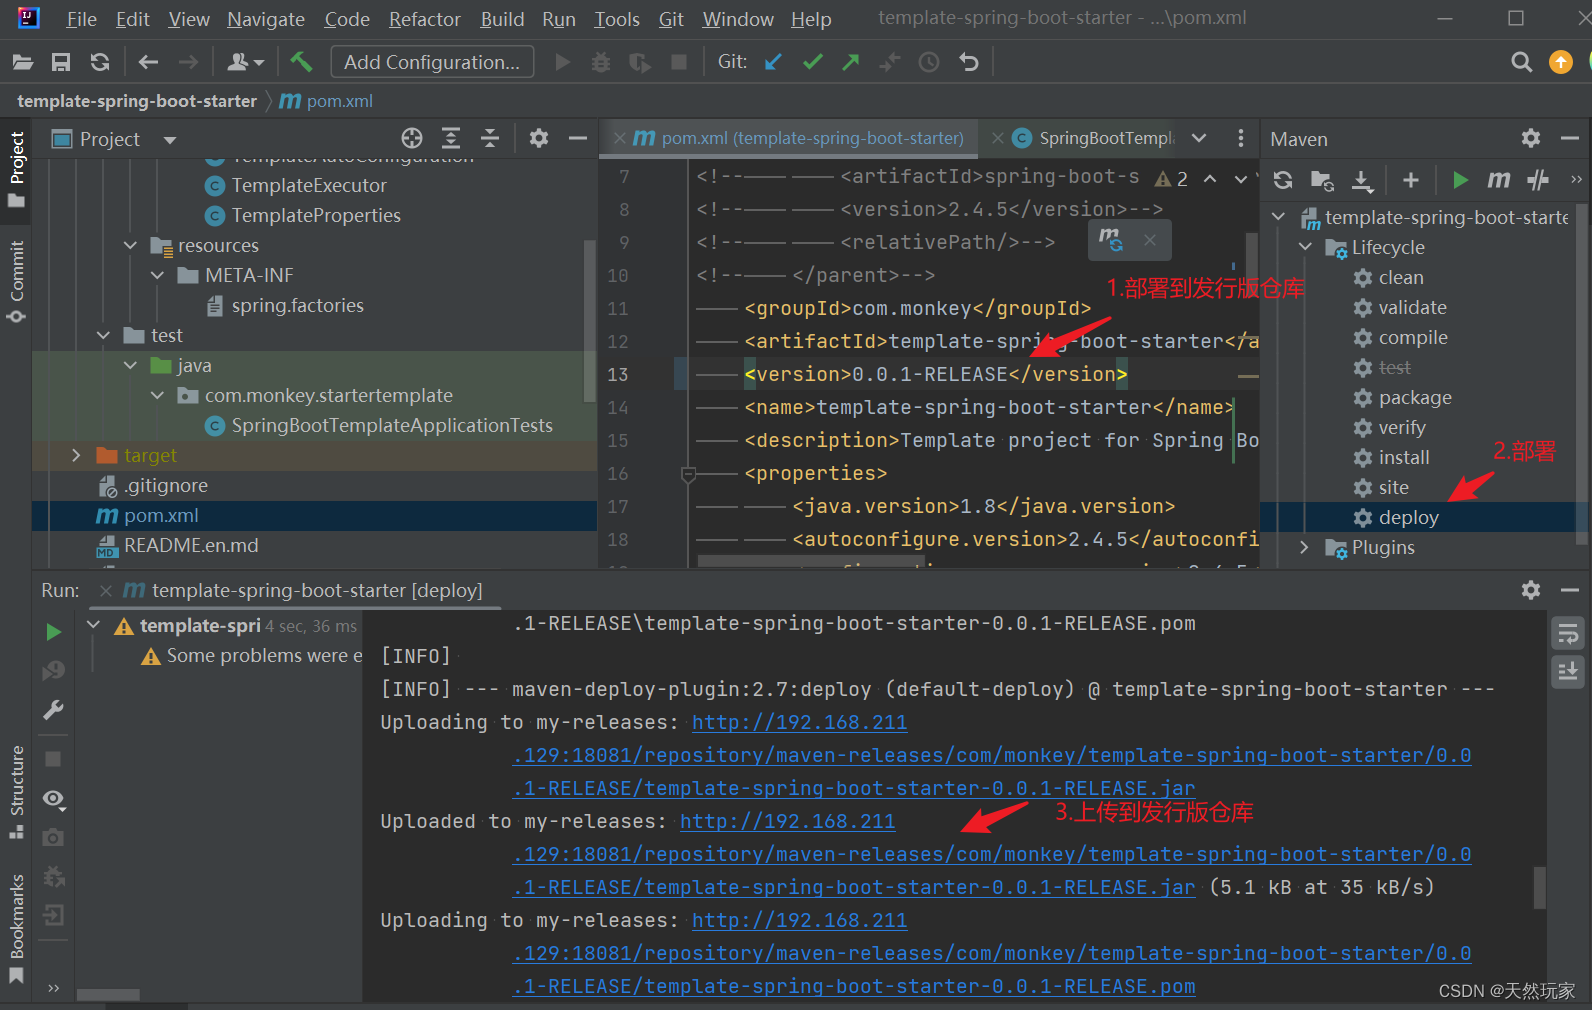 File Edit View Navigate Code Refactor Build Run Tools Git Window Help template-spring-boot-starter - ...\pom.xml
Add Configuration... Git:
template-spring-boot-starter pom.xml
Project
Commit
Structure
Bookmarks
Project
TemplateAutoConfiguration
TemplateExecutor
TemplateProperties
resources
META-INF
spring.factories
test
java
com.monkey.startertemplate
SpringBootTemplateApplicationTests
target
.gitignore
pom.xml
README.en.md
pom.xml (template-spring-boot-starter) SpringBootTempl
2
7 <!-- <artifactId>spring-boot-s
8 <!-- <version>2.4.5</version>-->
9 <!-- <relativePath/>-->
10 <!-- </parent>-->
11 <groupId>com.monkey</groupId>
12 <artifactId>template-spring-boot-starter</a
13 <version>0.0.1-RELEASE</version>
14 <name>template-spring-boot-starter</name>
15 <description>Template project for Spring Bo
16 <properties>
17 <java.version>1.8</java.version>
18 <autoconfigure.version>2.4.5</autoconfi
1.部署到发行版仓库
Maven
template-spring-boot-starte
Lifecycle
clean
validate
compile
test
package
verify
install
site
deploy
Plugins
2.部署
Run: template-spring-boot-starter [deploy]
template-spri 4 sec, 36 ms
Some problems were e
.1-RELEASE\template-spring-boot-starter-0.0.1-RELEASE.pom
[INFO]
[INFO] --- maven-deploy-plugin:2.7:deploy (default-deploy) @ template-spring-boot-starter ---
Uploading to my-releases: http://192.168.211
.129:18081/repository/maven-releases/com/monkey/template-spring-boot-starter/0.0
.1-RELEASE/template-spring-boot-starter-0.0.1-RELEASE.jar
Uploaded to my-releases: http://192.168.211
.129:18081/repository/maven-releases/com/monkey/template-spring-boot-starter/0.0
.1-RELEASE/template-spring-boot-starter-0.0.1-RELEASE.jar (5.1 kB at 35 kB/s)
Uploading to my-releases: http://192.168.211
.129:18081/repository/maven-releases/com/monkey/template-spring-boot-starter/0.0
.1-RELEASE/template-spring-boot-starter-0.0.1-RELEASE.pom
3.上传到发行版仓库
CSDN @天然玩家